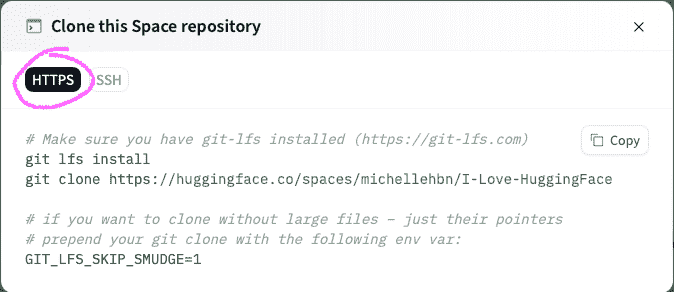 Clone this Space repository
HTTPS
SSH
Copy
# Make sure you have git-lfs installed (https://git-lfs.com)
git lfs install
git clone https://huggingface.co/spaces/michellehbn/I-Love-HuggingFace
# if you want to clone without large files – just their pointers
# prepend your git clone with the following env var:
GIT_LFS_SKIP_SMUDGE=1